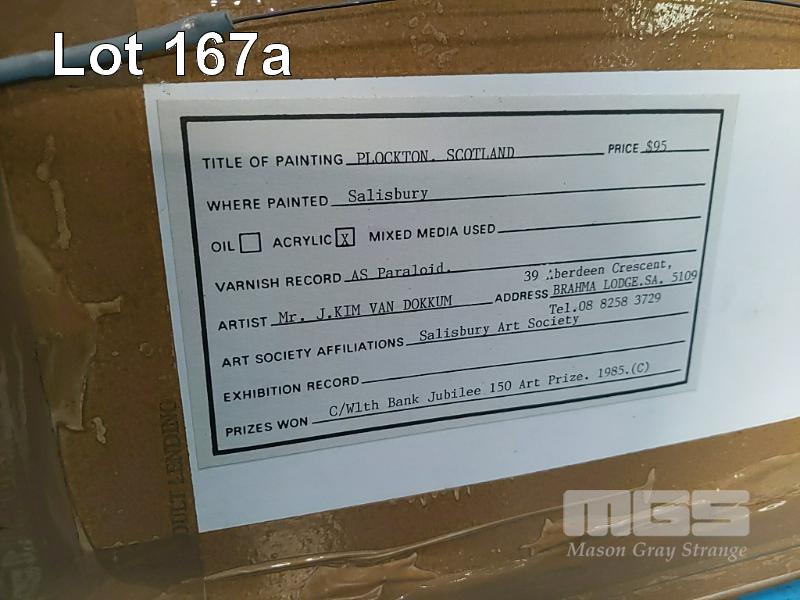 Lot 167a
TITLE OF PAINTING PLOCKTON. SCOTLAND PRICE $95
WHERE PAINTED Salisbury
OIL ACRYLIC X MIXED MEDIA USED
VARNISH RECORD AS Paraloid.
39 Aberdeen Crescent,
ARTIST Mr. J.KIM VAN DOKKUM ADDRESS BRAHMA LODGE.SA. 5109
Tel.08 8258 3729
ART SOCIETY AFFILIATIONS Salisbury Art Society
EXHIBITION RECORD
PRIZES WON C/Wlth Bank Jubilee 150 Art Prize. 1985.(C)
LENDING
MGS
Mason Gray Strange